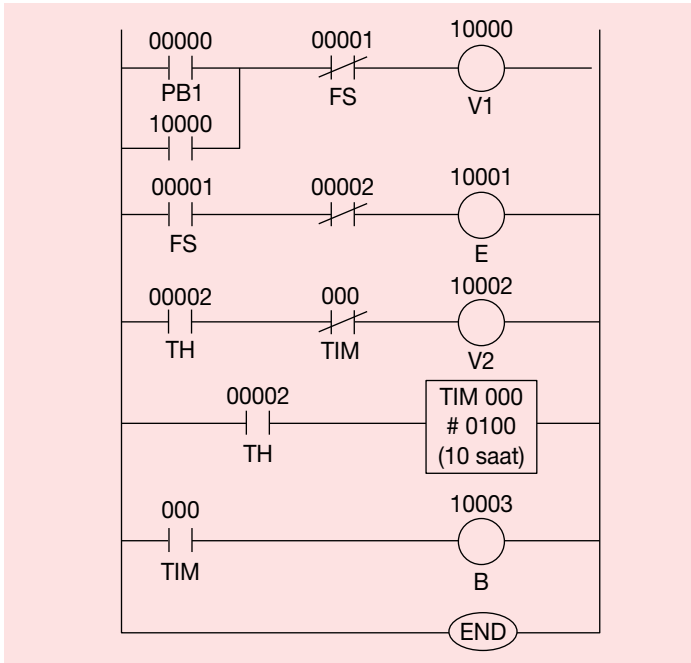 00000 00001 10000
PB1 FS V1
10000
00001 00002 10001
FS E
00002 000 10002
TH TIM V2
00002 TIM 000
# 0100
TH (10 saat)
000 10003
TIM B
END